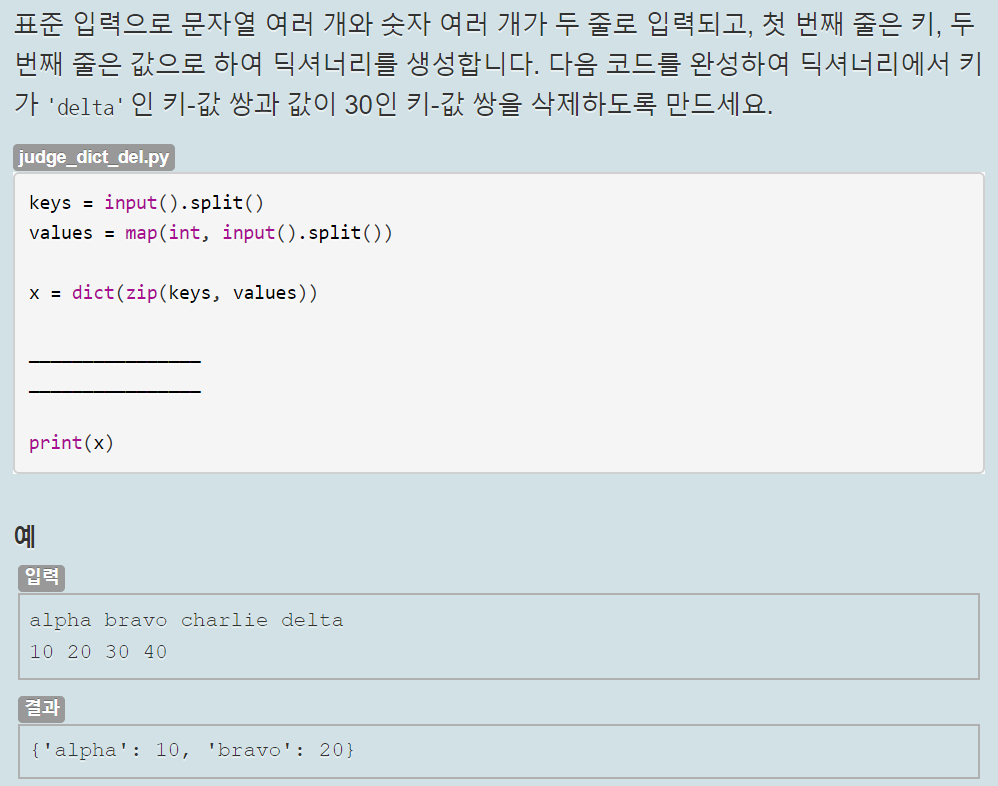 표준 입력으로 문자열 여러 개와 숫자 여러 개가 두 줄로 입력되고, 첫 번째 줄은 키, 두
번째 줄은 값으로 하여 딕셔너리를 생성합니다. 다음 코드를 완성하여 딕셔너리에서 키
가 'delta'인 키-값 쌍과 값이 30인 키-값 쌍을 삭제하도록 만드세요.
judge_dict_del.py
keys = input().split()
values = map(int, input().split())
x = dict(zip(keys, values))
________________
________________
print(x)
예
입력
alpha bravo charlie delta
10 20 30 40
결과
{'alpha': 10, 'bravo': 20}